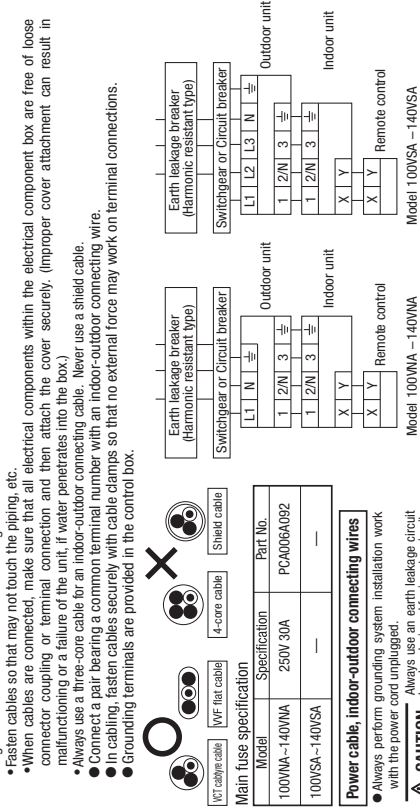 • Fasten cables so that may not touch the piping, etc.
• When cables are connected, make sure that all electrical components within the electrical component box are free of loose
connector coupling or terminal connection and then attach the cover securely. (Improper cover attachment can result in
malfunctioning or a failure of the unit, if water penetrates into the box.)
• Always use a three-core cable for an indoor-outdoor connecting cable. Never use a shield cable.
● Connect a pair bearing a common terminal number with an indoor-outdoor connecting wire.
● In cabling, fasten cables securely with cable clamps so that no external force may work on terminal connections.
● Grounding terminals are provided in the control box.
VCT cabtyre cable
VVF flat cable
4-core cable
Shield cable
Main fuse specification
Model Specification Part No.
100VNA~140VNA 250V 30A PCA006A092
100VSA~140VSA — —
Power cable, indoor-outdoor connecting wires
● Always perform grounding system installation work
with the power cord unplugged.
CAUTION
Always use an earth leakage circuit
Earth leakage breaker
(Harmonic resistant type)
Switchgear or Circuit breaker
L1 N
Outdoor unit
1 2/N 3
1 2/N 3
Indoor unit
X Y
X Y
Remote control
Model 100VNA – 140VNA
Earth leakage breaker
(Harmonic resistant type)
Switchgear or Circuit breaker
L1 L2 L3 N
Outdoor unit
1 2/N 3
1 2/N 3
Indoor unit
X Y
X Y
Remote control
Model 100VSA – 140VSA